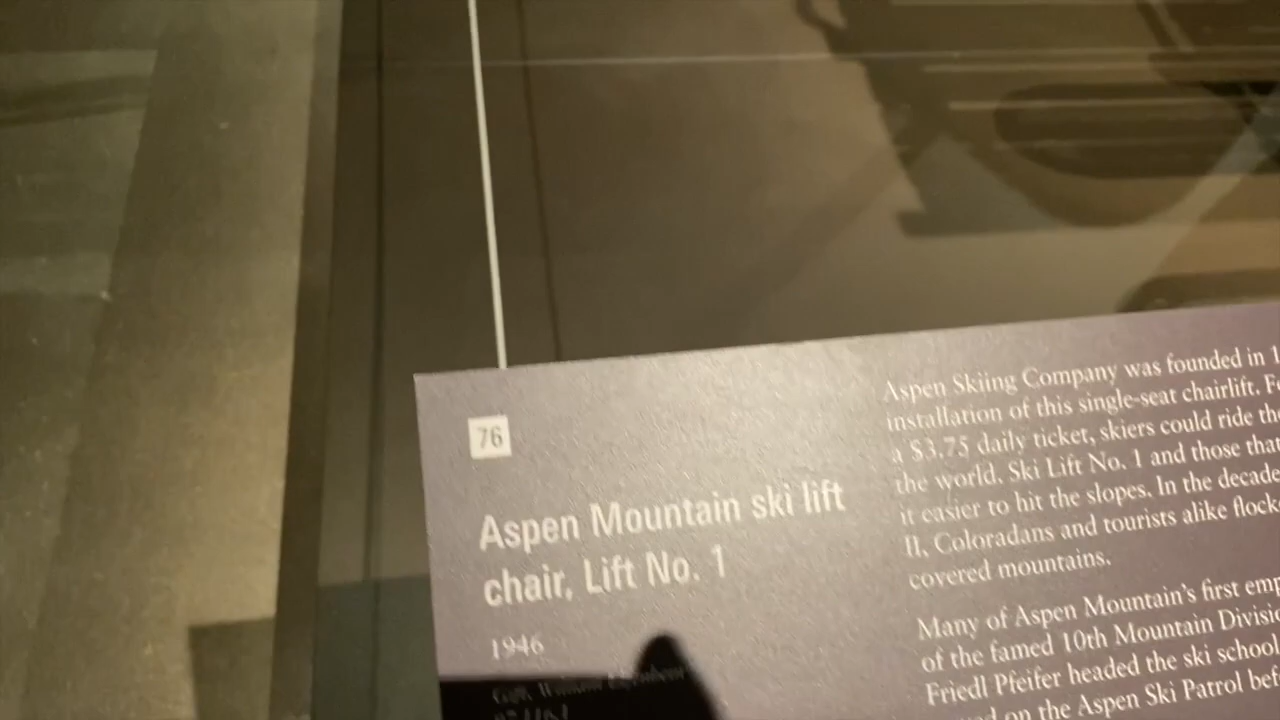 76
Aspen Mountain ski lift
chair, Lift No. 1
1946
Aspen Skiing Company was founded in 1
installation of this single-seat chairlift. F
a $3.75 daily ticket, skiers could ride the
the world. Ski Lift No. 1 and those that
it easier to hit the slopes. In the decade
II, Coloradans and tourists alike flock
covered mountains.
Many of Aspen Mountain's first emp
of the famed 10th Mountain Divisio
Friedl Pfeifer headed the ski school
on the Aspen Ski Patrol bef